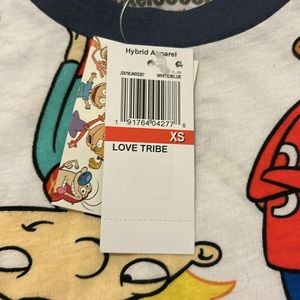 Hybrid Apparel
WHITE/BLUE
1 91764 04277 8
XS
LOVE TRIBE